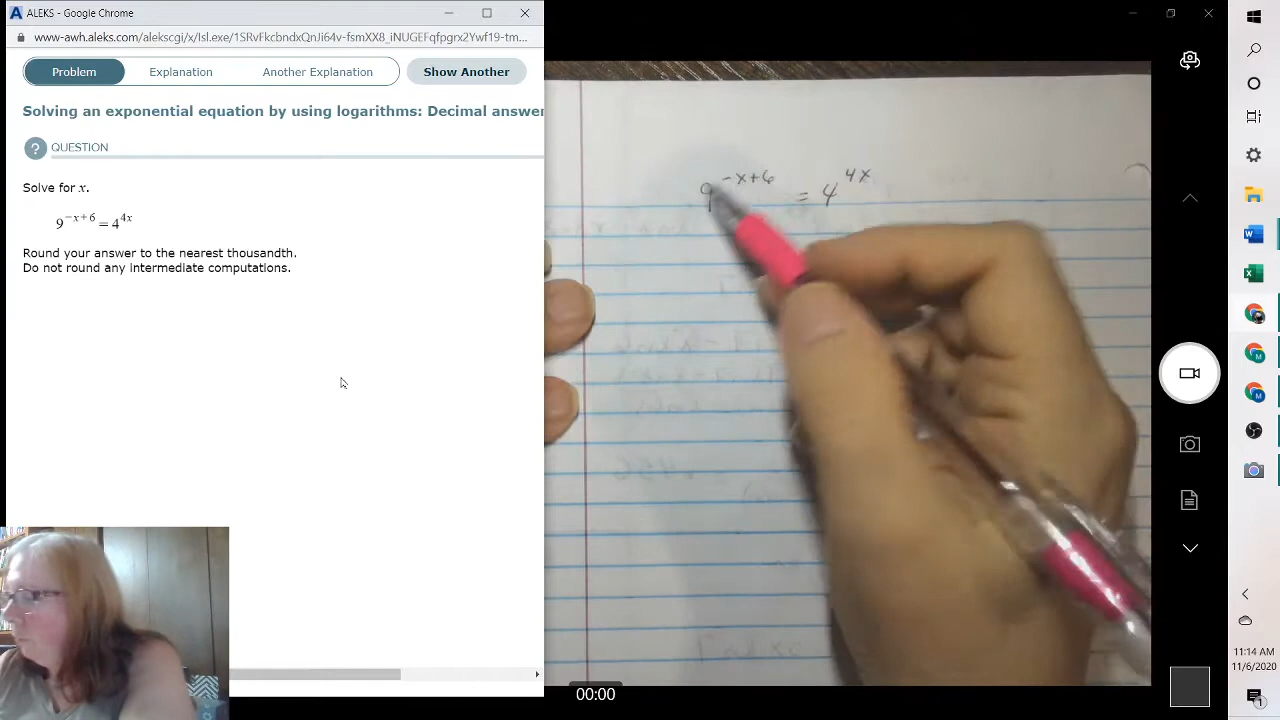 ALEKS - Google Chrome
www-awh.aleks.com/alekscgi/x/Isl.exe/1SRvFkcbndxQnJi64v-fsmXX8_iNUGEFqfpgrx2Ywf19-tm...
Problem Explanation Another Explanation Show Another
Solving an exponential equation by using logarithms: Decimal answer
? QUESTION
Solve for x.
9^{-x+6} = 4^{4x}
Round your answer to the nearest thousandth.
Do not round any intermediate computations.
9^{-x+6} = 4^{4x}
00:00
11:14 AM
11/6/2020